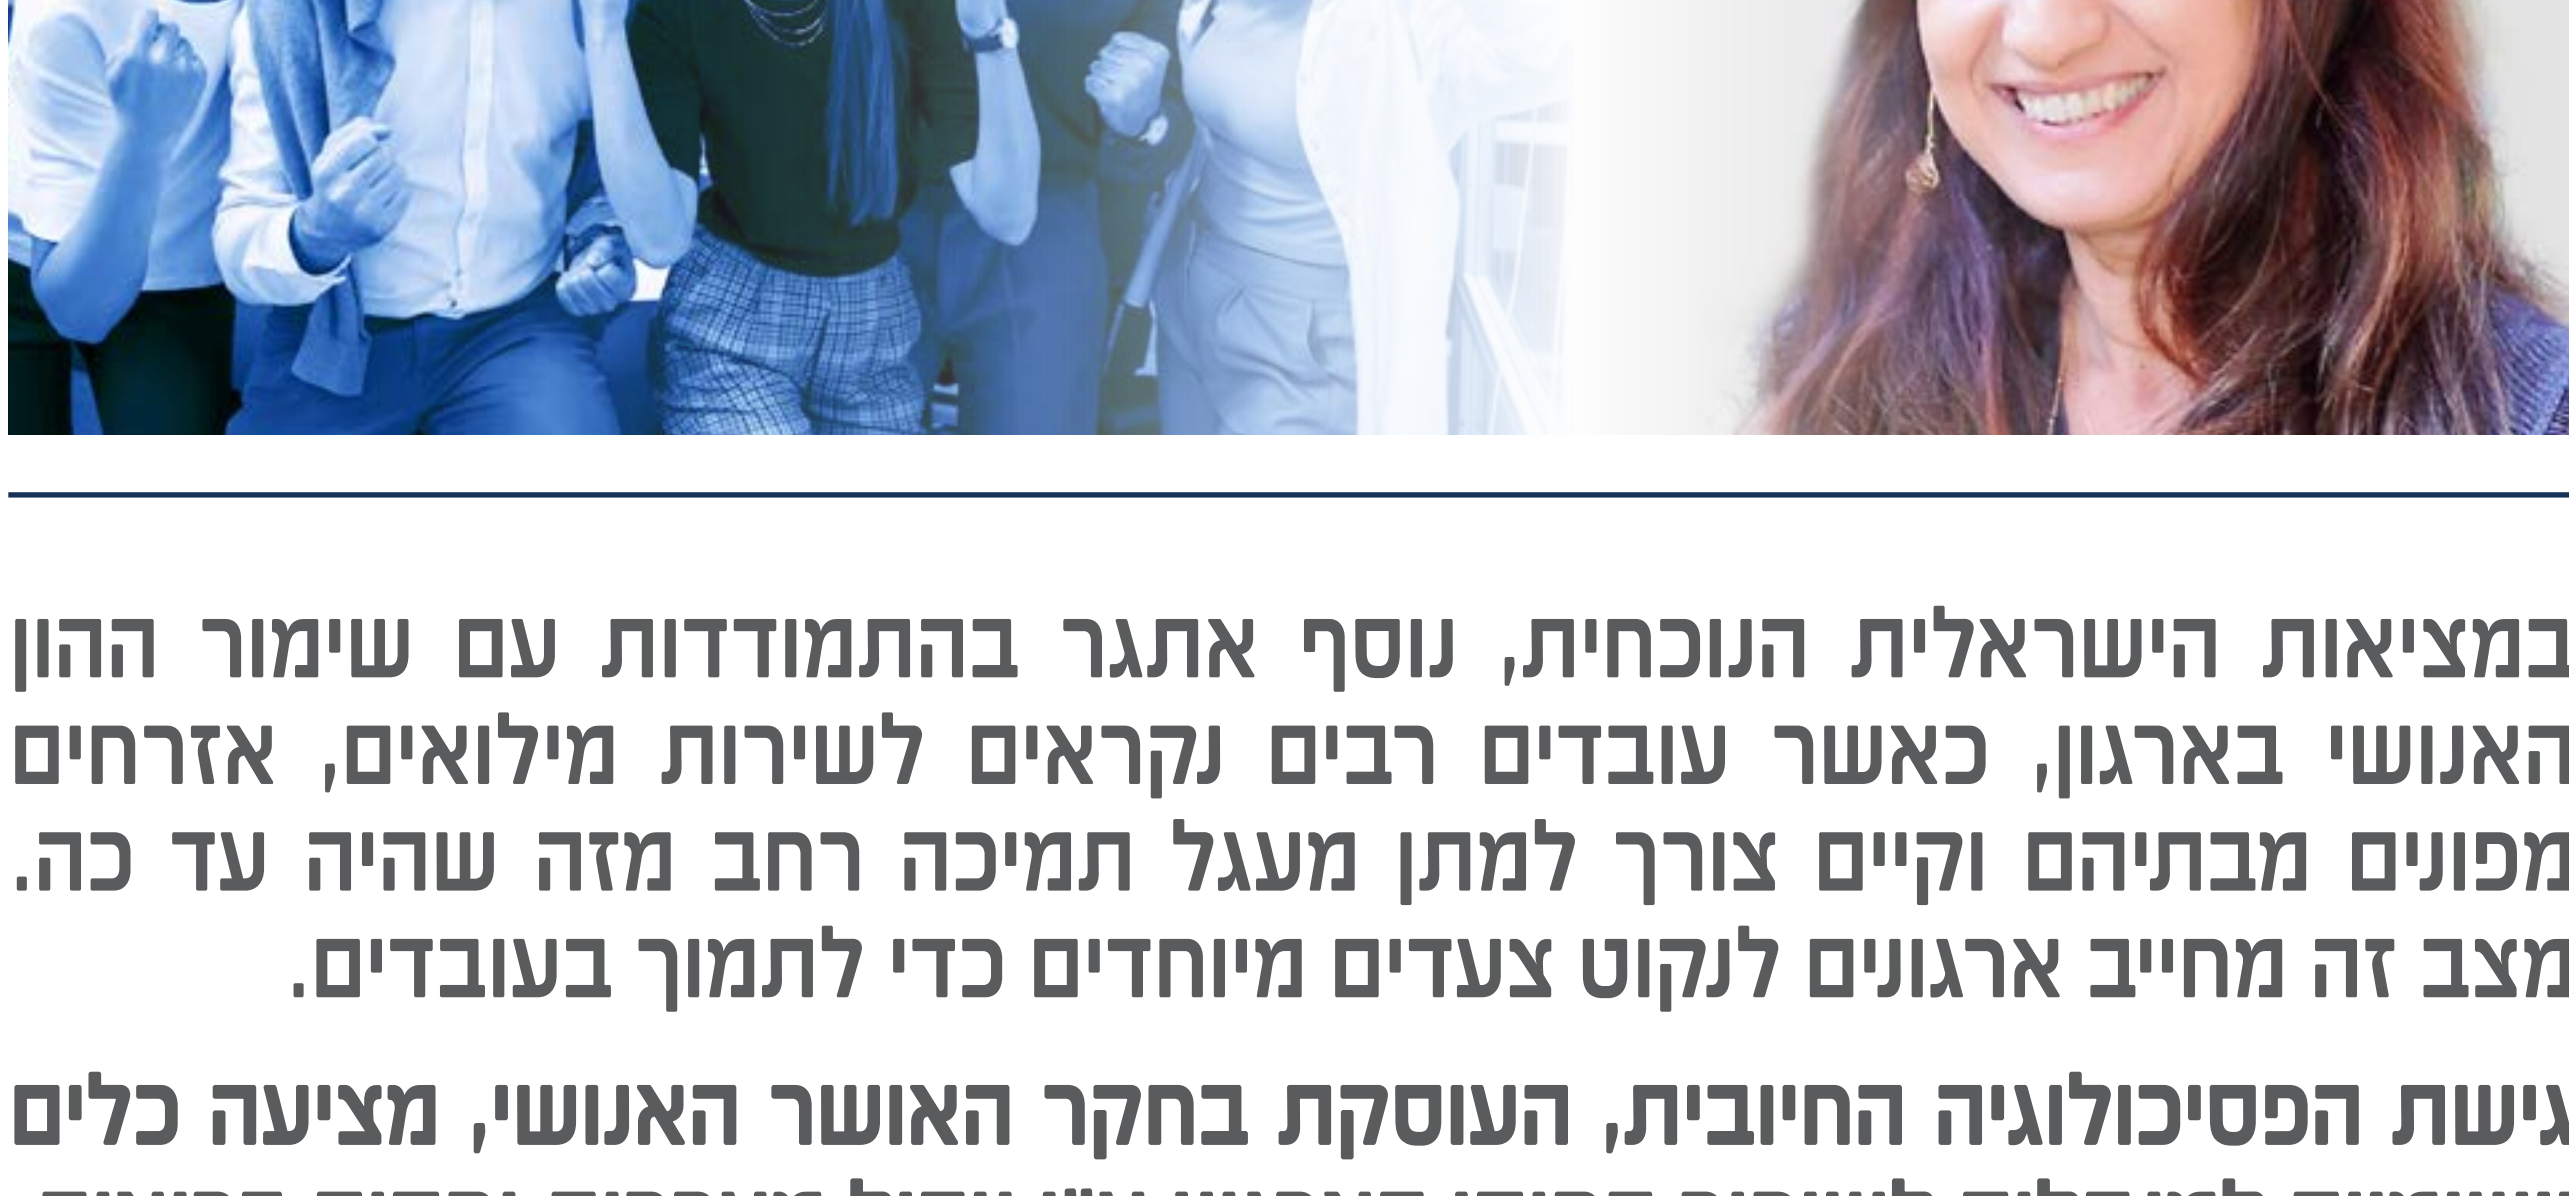 במציאות הישראלית הנוכחית, נוסף אתגר בהתמודדות עם שימור ההון
האנושי בארגון, כאשר עובדים רבים נקראים לשירות מילואים, אזרחים
מפונים מבתיהם וקיים צורך למתן מעגל תמיכה רחב מזה שהיה עד כה.
מצב זה מחייב ארגונים לנקוט צעדים מיוחדים כדי לתמוך בעובדים.
גישת הפסיכולוגיה החיובית, העוסקת בחקר האושר האנושי, מציעה כלים